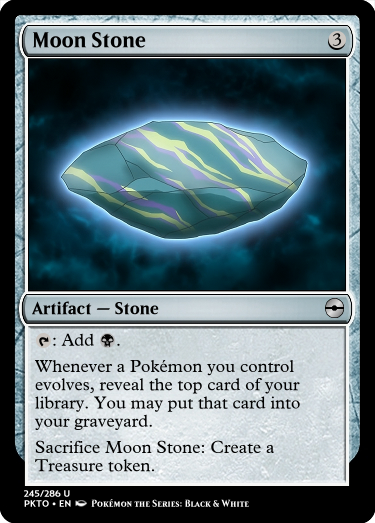 Moon Stone 3
Artifact — Stone
: Add .
Whenever a Pokémon you control
evolves, reveal the top card of your
library. You may put that card into
your graveyard.
Sacrifice Moon Stone: Create a
Treasure token.
245/286 U
PKTO • EN Pokémon the Series: Black & White